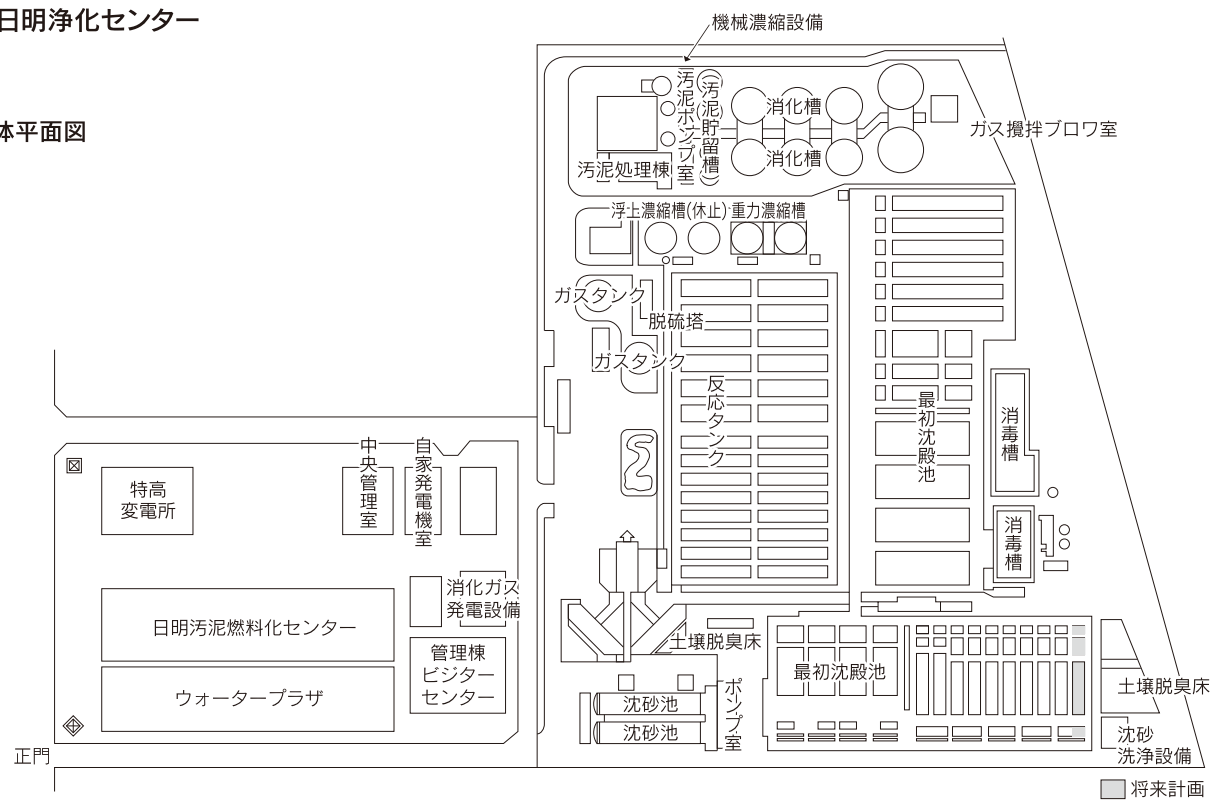 日明浄化センター
機械濃縮設備
体平面図
汚泥ポンプ室
汚泥貯留槽
消化槽
消化槽
ガス攪拌ブロワ室
汚泥処理棟
浮上濃縮槽(休止)
重力濃縮槽
ガスタンク
脱硫塔
ガスタンク
反応タンク
最初沈殿池
消毒槽
消毒槽
中央管理室
自家発電機室
特高
変電所
消化ガス
発電設備
日明汚泥燃料化センター
管理棟
ビジター
センター
ウォータープラザ
土壌脱臭床
最初沈殿池
ポンプ室
沈砂池
沈砂池
土壌脱臭床
沈砂
洗浄設備
正門
将来計画